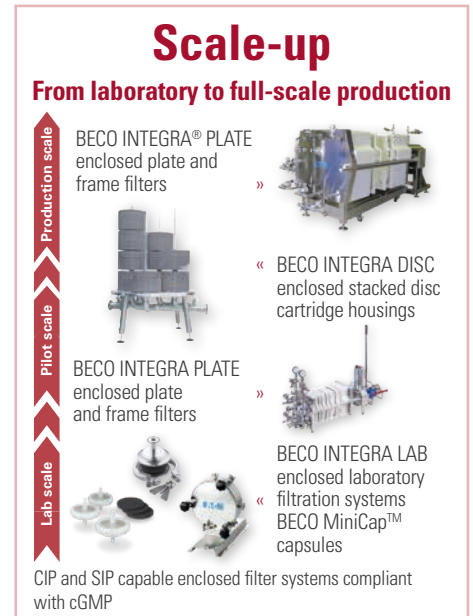 Scale-up
From laboratory to full-scale production
Production scale
BECO INTEGRA® PLATE
enclosed plate and
frame filters
»
« BECO INTEGRA DISC
enclosed stacked disc
cartridge housings
Pilot scale
BECO INTEGRA PLATE
enclosed plate
and frame filters
»
BECO INTEGRA LAB
enclosed laboratory
« filtration systems
BECO MiniCap™
capsules
Lab scale
CIP and SIP capable enclosed filter systems compliant
with cGMP